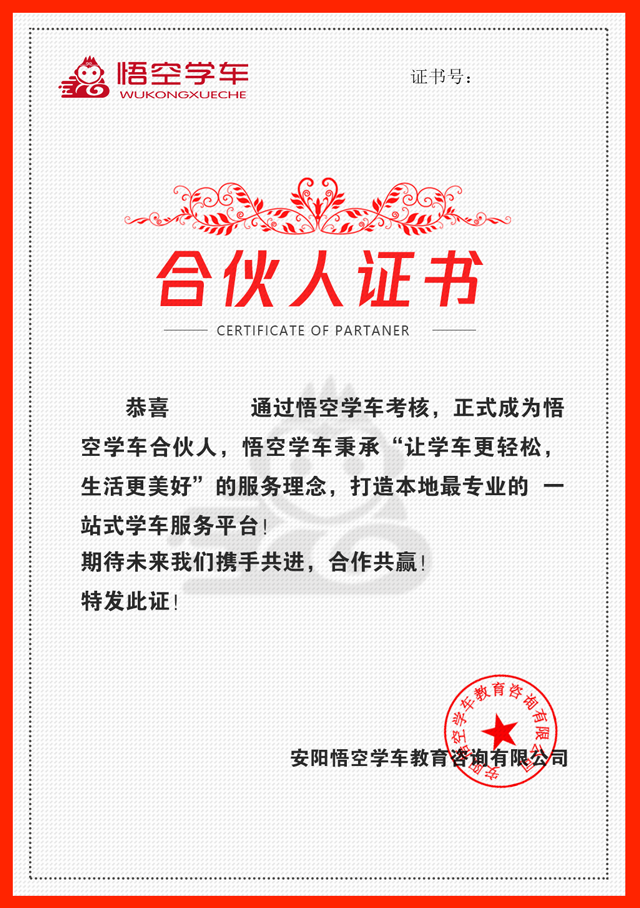 悟空学车
WUKONGXUECHE
证书号:
合伙人证书
CERTIFICATE OF PARTANER
恭喜 通过悟空学车考核，正式成为悟
空学车合伙人，悟空学车秉承“让学车更轻松，
生活更美好”的服务理念，打造本地最专业的 一
站式学车服务平台!
期待未来我们携手共进，合作共赢!
特发此证!
安阳悟空学车教育咨询有限公司
安阳悟空学车教育咨询有限公司